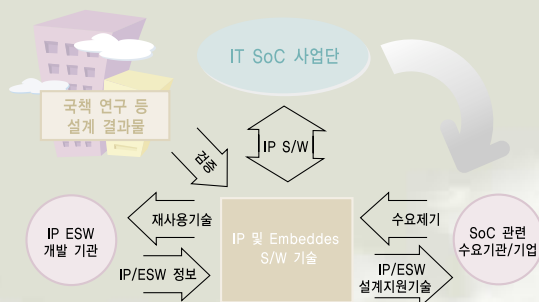 IT SoC 사업단
국책 연구 등
설계 결과물
검증
IP S/W
재사용기술
수요제기
IP ESW
개발 기관
IP 및 Embeddes
S/W 기술
SoC 관련
수요기관/기업
IP/ESW 정보
IP/ESW
설계지원기술